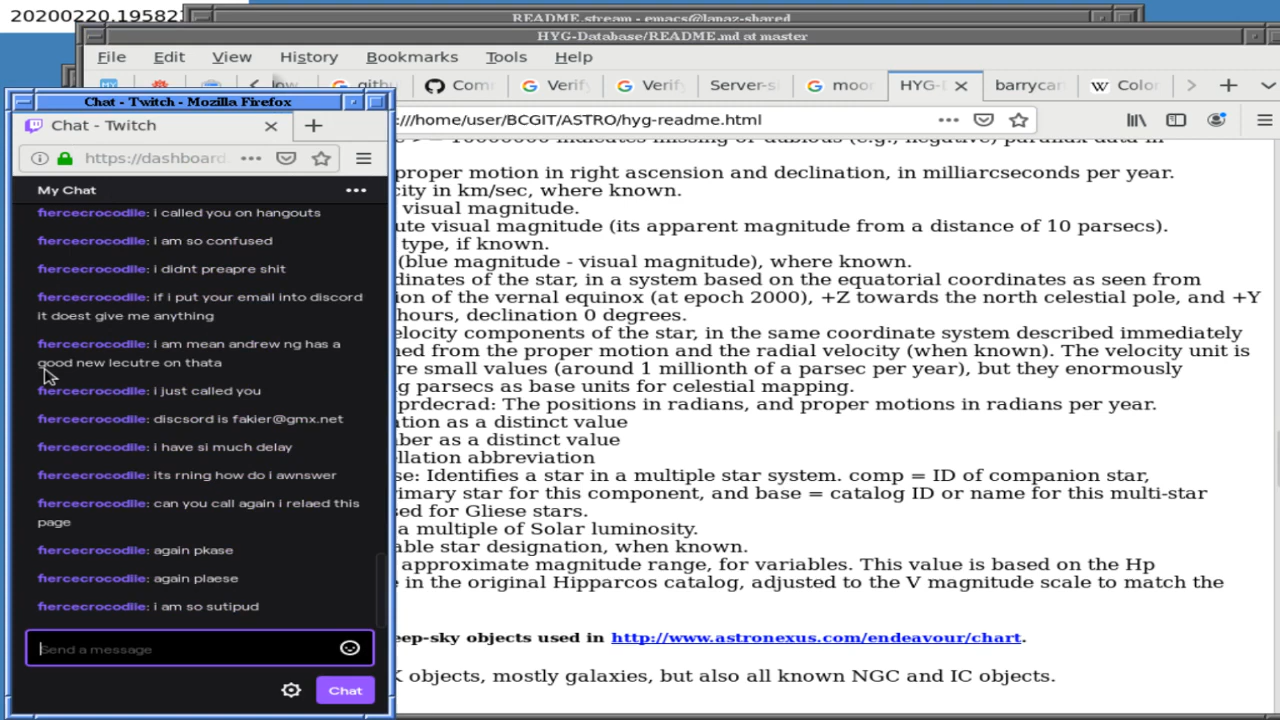 20200220.19582
README.stream - emacs@lapaz-shared
HYG-Database/README.md at master
File Edit View History Bookmarks Tools Help
how githu Com Verify Verify Server-si moo HYG-D barrycar Color
Chat - Twitch - Mozilla Firefox
Chat - Twitch
:///home/user/BCGIT/ASTRO/hyg-readme.html
https://dashboard.
My Chat
fiercecrocodile: i called you on hangouts
fiercecrocodile: i am so confused
fiercecrocodile: i didnt preapre shit
fiercecrocodile: if i put your email into discord
it doest give me anything
fiercecrocodile: i am mean andrew ng has a
good new lecutre on thata
fiercecrocodile: i just called you
fiercecrocodile: discsord is fakier@gmx.net
fiercecrocodile: i have si much delay
fiercecrocodile: its rning how do i awnswer
fiercecrocodile: can you call again i relaed this
page
fiercecrocodile: again pkase
fiercecrocodile: again plaese
fiercecrocodile: i am so sutipud
Send a message
Chat
>= 10000000 indicates missing or dubious (e.g., negative) parallax data in
proper motion in right ascension and declination, in milliarcseconds per year.
city in km/sec, where known.
visual magnitude.
ute visual magnitude (its apparent magnitude from a distance of 10 parsecs).
type, if known.
(blue magnitude - visual magnitude), where known.
dinates of the star, in a system based on the equatorial coordinates as seen from
ion of the vernal equinox (at epoch 2000), +Z towards the north celestial pole, and +Y
hours, declination 0 degrees.
elocity components of the star, in the same coordinate system described immediately
ned from the proper motion and the radial velocity (when known). The velocity unit is
re small values (around 1 millionth of a parsec per year), but they enormously
g parsecs as base units for celestial mapping.
prdecrad: The positions in radians, and proper motions in radians per year.
ation as a distinct value
ber as a distinct value
ellation abbreviation
se: Identifies a star in a multiple star system. comp = ID of companion star,
rimary star for this component, and base = catalog ID or name for this multi-star
sed for Gliese stars.
a multiple of Solar luminosity.
able star designation, when known.
approximate magnitude range, for variables. This value is based on the Hp
e in the original Hipparcos catalog, adjusted to the V magnitude scale to match the
eep-sky objects used in http://www.astronexus.com/endeavour/chart.
K objects, mostly galaxies, but also all known NGC and IC objects.